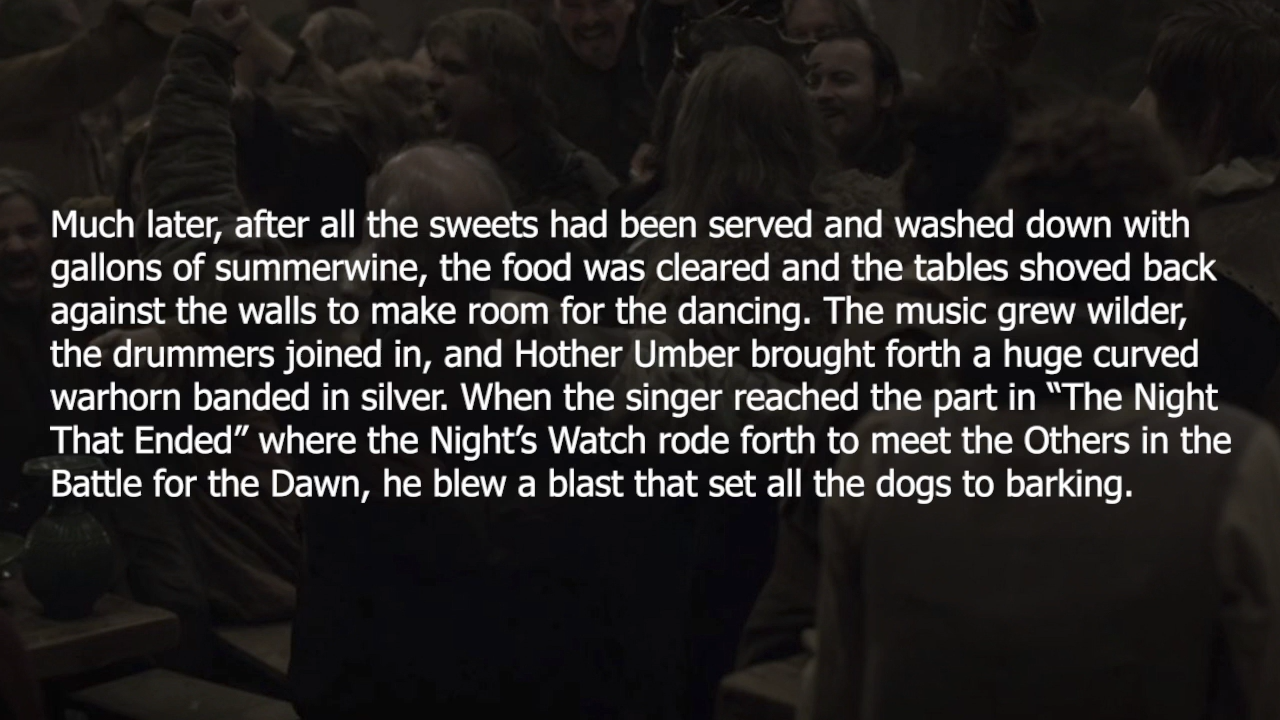 Much later, after all the sweets had been served and washed down with
gallons of summerwine, the food was cleared and the tables shoved back
against the walls to make room for the dancing. The music grew wilder,
the drummers joined in, and Hother Umber brought forth a huge curved
warhorn banded in silver. When the singer reached the part in “The Night
That Ended” where the Night’s Watch rode forth to meet the Others in the
Battle for the Dawn, he blew a blast that set all the dogs to barking.